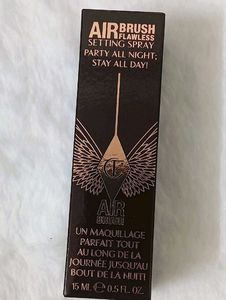 AIRBRUSH
FLAWLESS
SETTING SPRAY
PARTY ALL NIGHT;
STAY ALL DAY!
CT
AIR
UN MAQUILLAGE
PARFAIT TOUT
AU LONG DE LA
JOURNÉE JUSQU'AU
BOUT DE LA NUIT!
15 ML ℮ 0.5 FL. OZ.